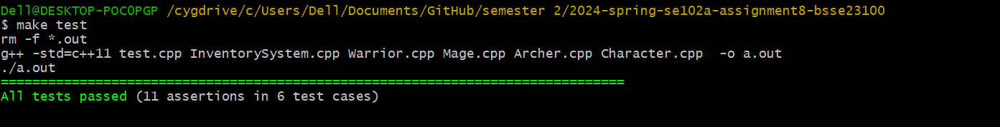 Dell@DESKTOP-POC0PGP /cygdrive/c/Users/Dell/Documents/GitHub/semester 2/2024-spring-se102a-assignment8-bsse23100
$ make test
rm -f *.out
g++ -std=c++11 test.cpp InventorySystem.cpp Warrior.cpp Mage.cpp Archer.cpp Character.cpp  -o a.out
./a.out
===============================================================================
All tests passed (11 assertions in 6 test cases)